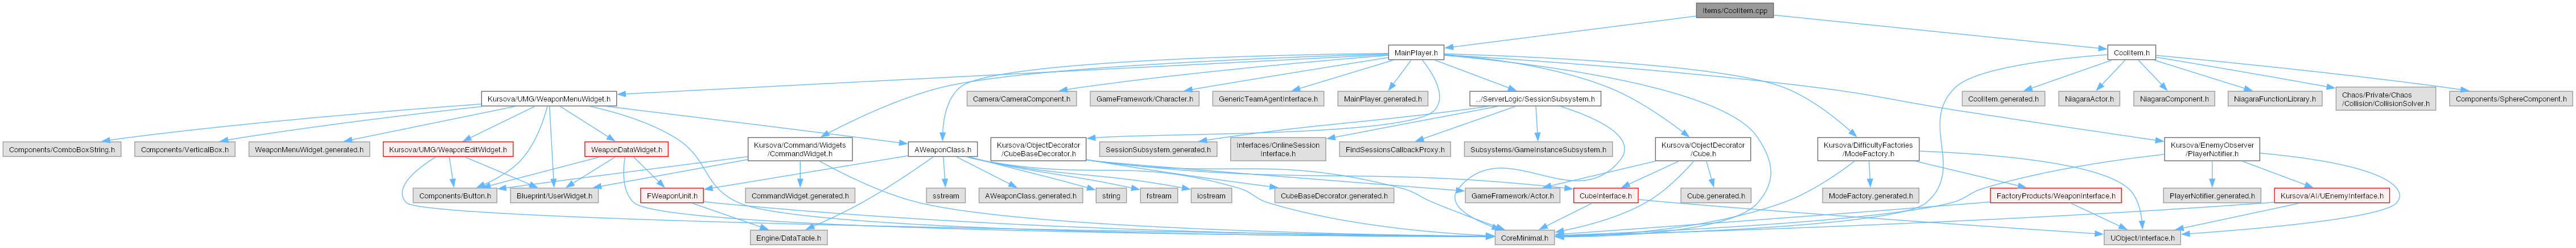 Items/CoolItem.cpp
MainPlayer.h
CoolItem.h
Kursova/UMG/WeaponMenuWidget.h
Camera/CameraComponent.h
GameFramework/Character.h
GenericTeamAgentInterface.h
MainPlayer.generated.h
.../ServerLogic/SessionSubsystem.h
CoolItem.generated.h
NiagaraActor.h
NiagaraComponent.h
NiagaraFunctionLibrary.h
Chaos/Private/Chaos
/Collision/CollisionSolver.h
Components/SphereComponent.h
Components/ComboBoxString.h
Components/VerticalBox.h
WeaponMenuWidget.generated.h
Kursova/UMG/WeaponEditWidget.h
WeaponDataWidget.h
Kursova/Command/Widgets
/CommandWidget.h
AWeaponClass.h
Kursova/ObjectDecorator
/CubeBaseDecorator.h
SessionSubsystem.generated.h
Interfaces/OnlineSession
Interface.h
FindSessionsCallbackProxy.h
Subsystems/GameInstanceSubsystem.h
Kursova/ObjectDecorator
/Cube.h
Kursova/DifficultyFactories
/ModeFactory.h
Kursova/EnemyObserver
/PlayerNotifier.h
Components/Button.h
Blueprint/UserWidget.h
FWeaponUnit.h
CommandWidget.generated.h
sstream
AWeaponClass.generated.h
string
fstream
iostream
CubeBaseDecorator.generated.h
GameFramework/Actor.h
CubeInterface.h
Cube.generated.h
ModeFactory.generated.h
FactoryProducts/WeaponInterface.h
PlayerNotifier.generated.h
Kursova/AI/UEnemyInterface.h
Engine/DataTable.h
CoreMinimal.h
UObject/Interface.h